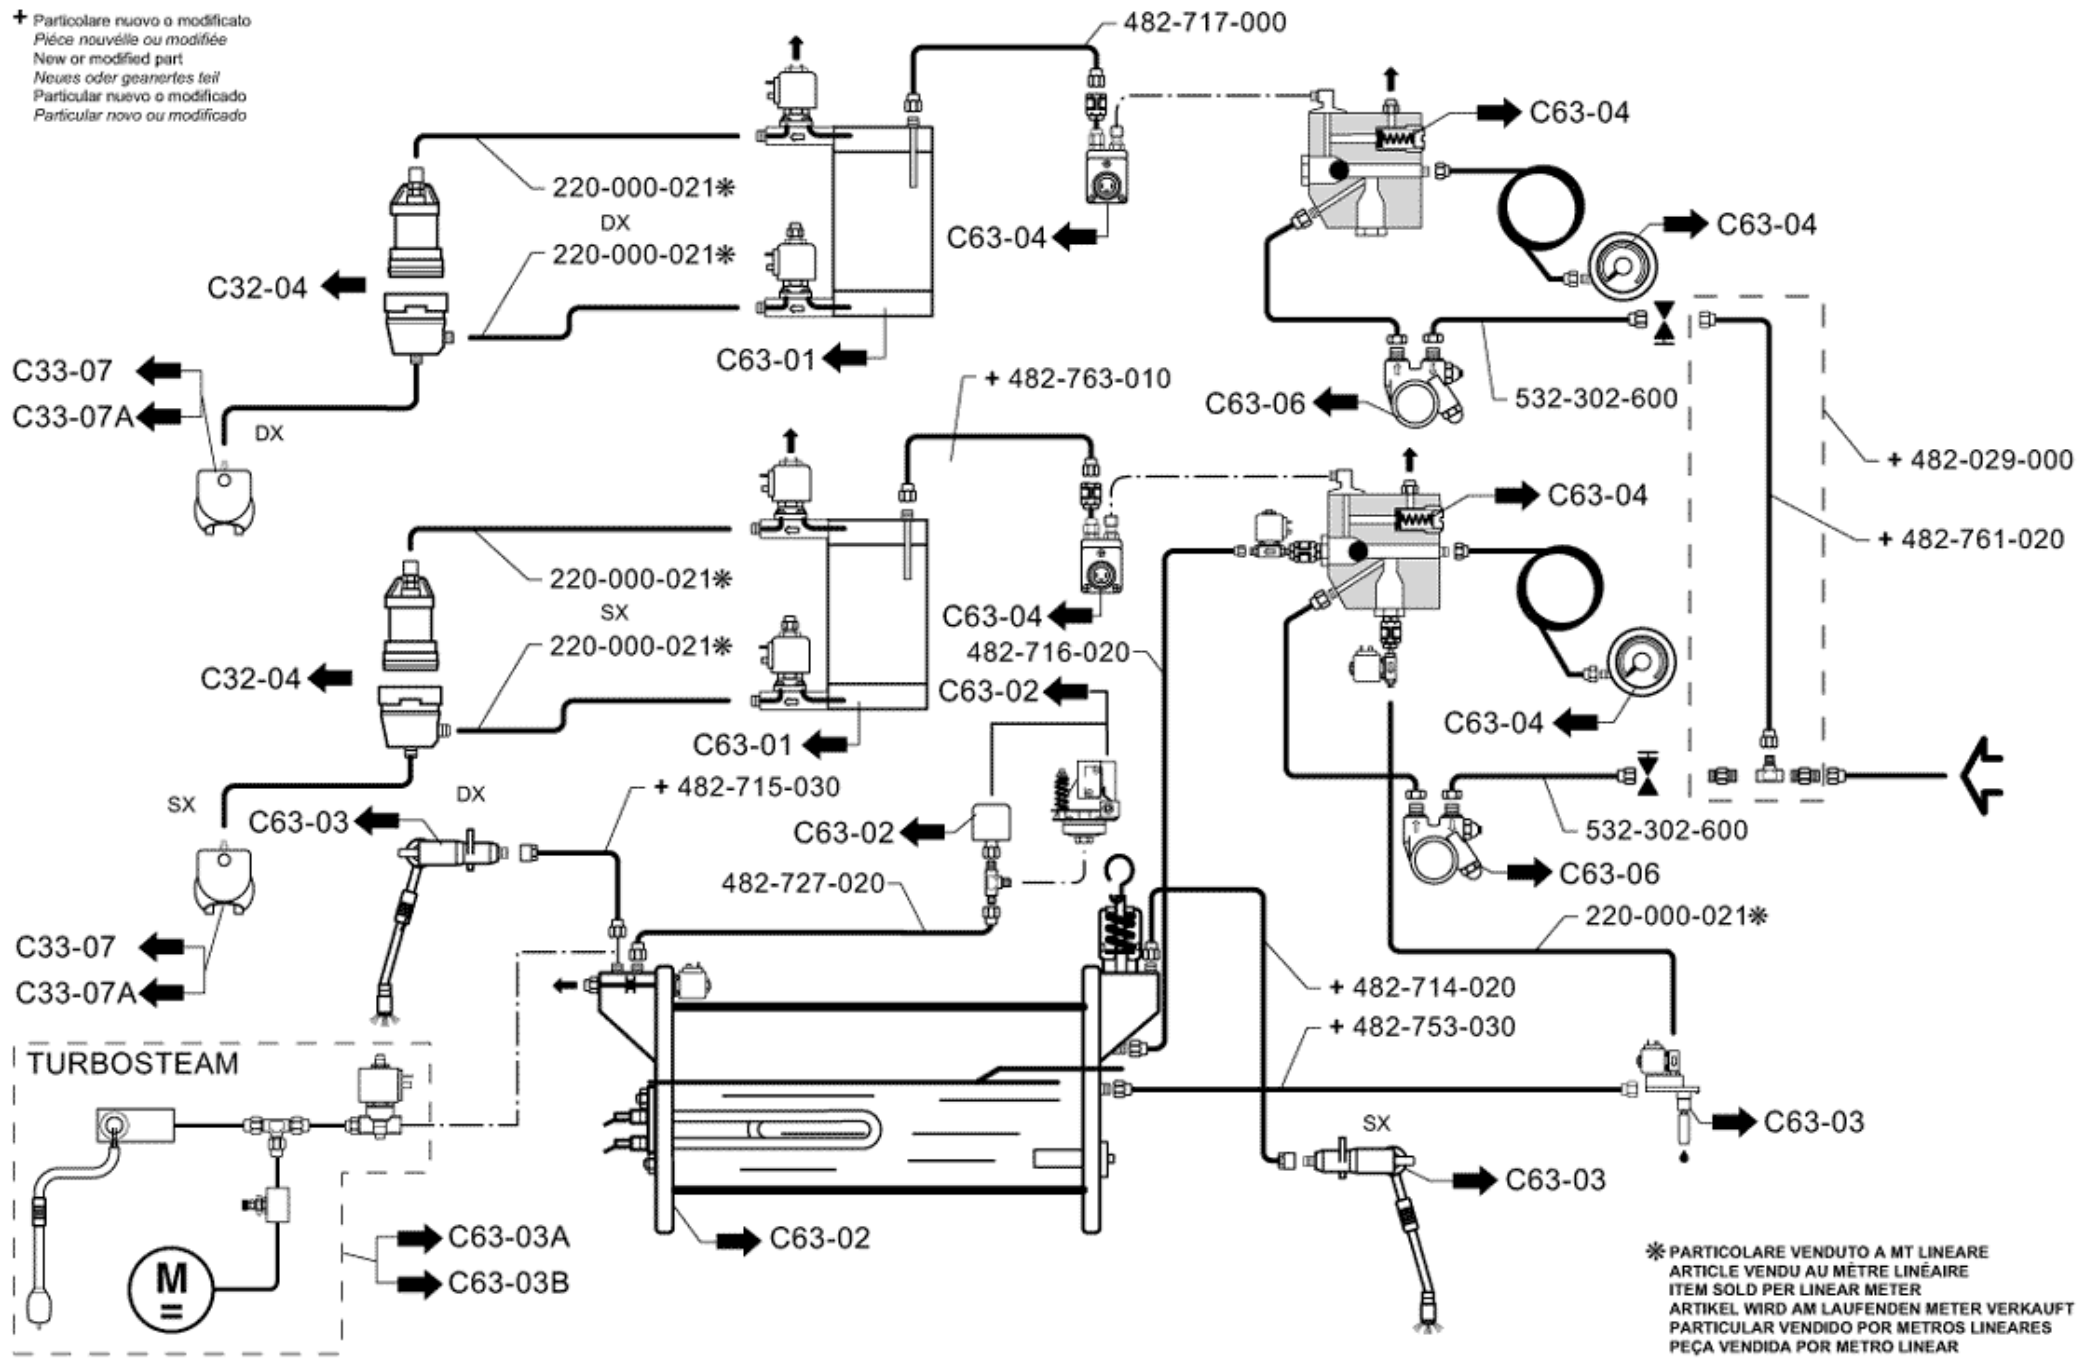 + Particolare nuovo o modificato
Piéce nouvélle ou modifiée
New or modified part
Neues oder geanertes teil
Particular nuevo o modificado
Particular novo ou modificado
482-717-000
C63-04
220-000-021※
DX
220-000-021※
C63-04
C63-04
C32-04
C63-01
C33-07
C33-07A
DX
+ 482-763-010
C63-06
532-302-600
+ 482-029-000
C63-04
+ 482-761-020
220-000-021※
SX
220-000-021※
C63-04
482-716-020
C32-04
C63-02
C63-01
C63-04
+ 482-715-030
DX
SX
C63-03
C63-02
532-302-600
C63-06
482-727-020
220-000-021※
C33-07
C33-07A
+ 482-714-020
+ 482-753-030
TURBOSTEAM
C63-03
SX
C63-03
C63-02
C63-03A
C63-03B
M
=
※ PARTICOLARE VENDUTO A MT LINEARE
ARTICLE VENDU AU MÈTRE LINÉAIRE
ITEM SOLD PER LINEAR METER
ARTIKEL WIRD AM LAUFENDEN METER VERKAUFT
PARTICULAR VENDIDO POR METROS LINEARES
PEÇA VENDIDA POR METRO LINEAR